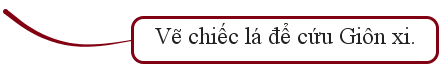 Vẽ chiếc lá để cứu Giôn xi.